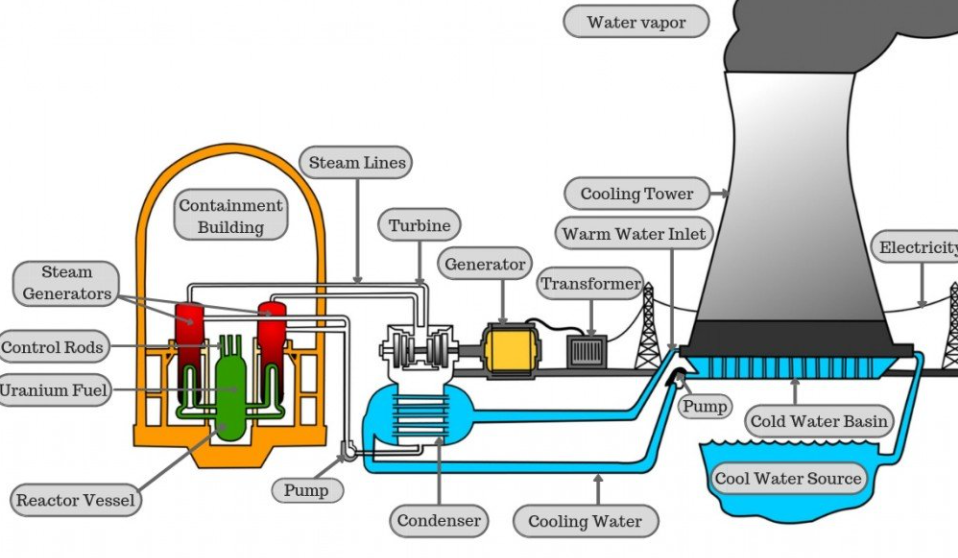 Water vapor
Steam Lines
Containment
Building
Cooling Tower
Turbine
Warm Water Inlet
Electricity
Generator
Steam
Generators
Transformer
Control Rods
Uranium Fuel
Pump
Cold Water Basin
Cool Water Source
Reactor Vessel
Pump
Condenser
Cooling Water